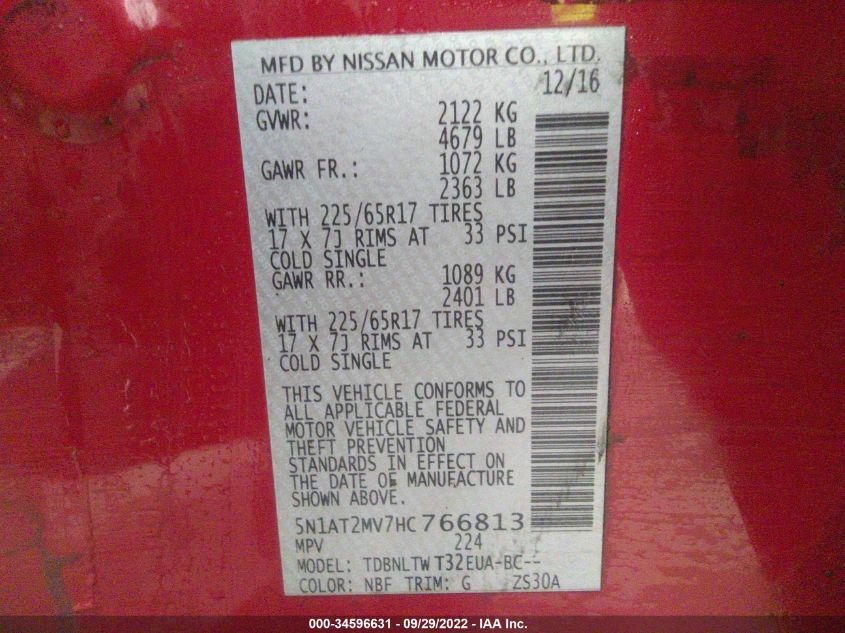 MFD BY NISSAN MOTOR CO., LTD.
DATE: 12/16
GVWR: 2122 KG
4679 LB
GAWR FR.: 1072 KG
2363 LB
WITH 225/65R17 TIRES
17 X 7J RIMS AT 33 PSI
COLD SINGLE
GAWR RR.: 1089 KG
2401 LB
WITH 225/65R17 TIRES
17 X 7J RIMS AT 33 PSI
COLD SINGLE
THIS VEHICLE CONFORMS TO
ALL APPLICABLE FEDERAL
MOTOR VEHICLE SAFETY AND
THEFT PREVENTION
STANDARDS IN EFFECT ON
THE DATE OF MANUFACTURE
SHOWN ABOVE.
5N1AT2MV7HC766813
MPV 224
MODEL: TDBNLTWT32EUA-BC--
COLOR: NBF TRIM: G ZS30A
000-34596631 - 09/29/2022 - IAA Inc.